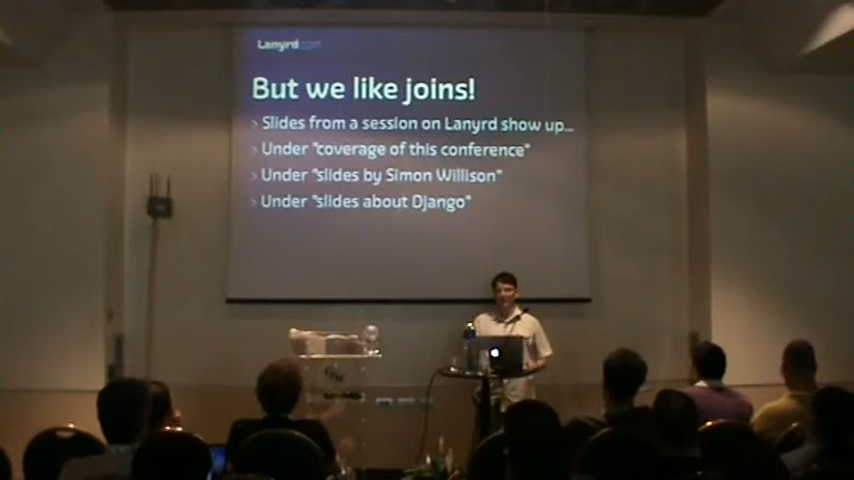 Lanyrd.com
But we like joins!
› Slides from a session on Lanyrd show up...
› Under "coverage of this conference"
› Under "slides by Simon Willison"
› Under "slides about Django"